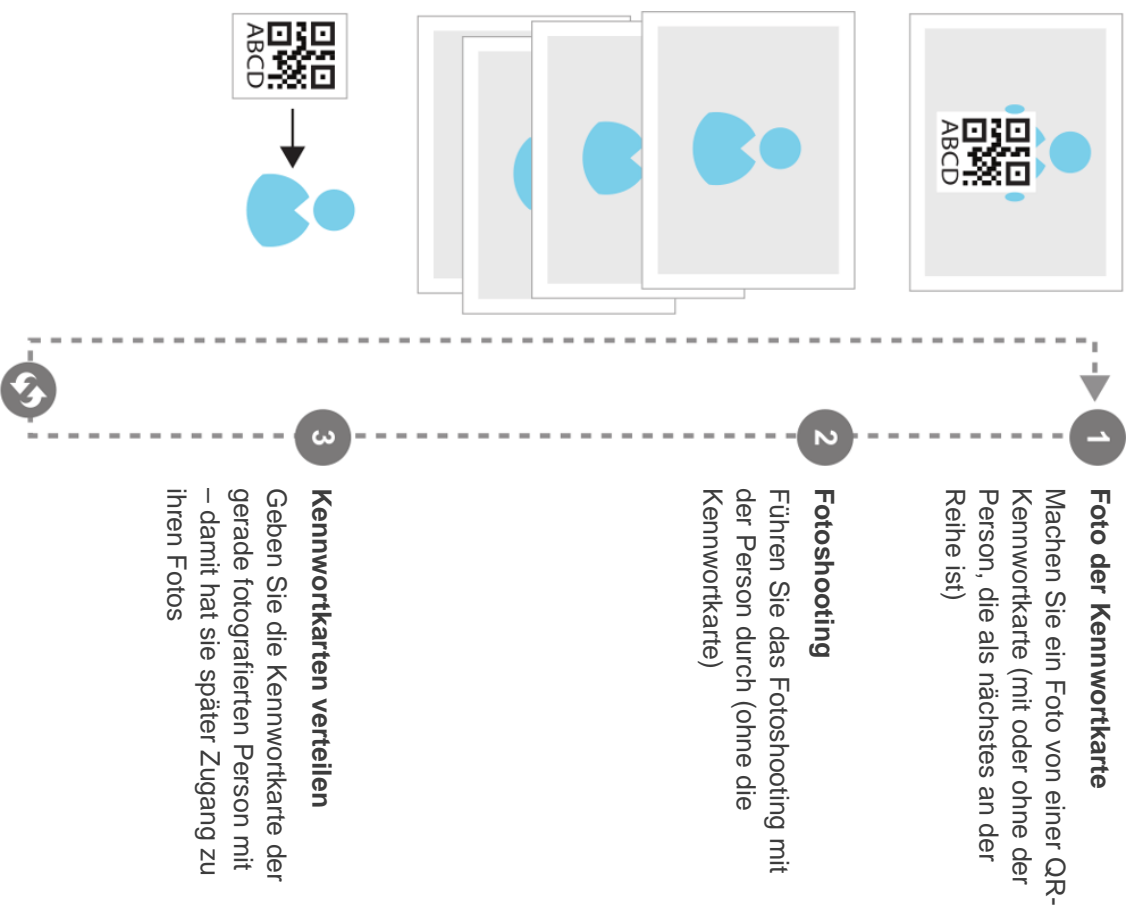 ABCD
1
Foto der Kennwortkarte
Machen Sie ein Foto von einer QR-
Kennwortkarte (mit oder ohne der
Person, die als nächstes an der
Reihe ist)
2
Fotoshooting
Führen Sie das Fotoshooting mit
der Person durch (ohne die
Kennwortkarte)
ABCD
3
Kennwortkarten verteilen
Geben Sie die Kennwortkarte der
gerade fotografierten Person mit
– damit hat sie später Zugang zu
ihren Fotos